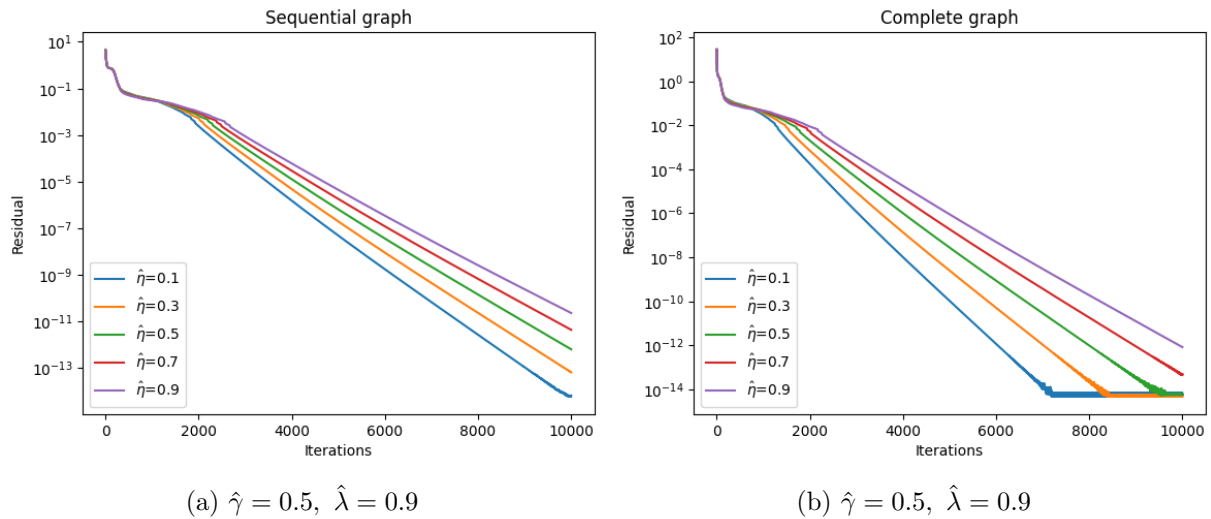 Sequential graph
10^1
10^{-1}
10^{-3}
10^{-5}
10^{-7}
10^{-9}
10^{-11}
10^{-13}
Residual
η̂=0.1
η̂=0.3
η̂=0.5
η̂=0.7
η̂=0.9
0 2000 4000 6000 8000 10000
Iterations
(a) γ̂ = 0.5, λ̂ = 0.9
Complete graph
10^2
10^0
10^{-2}
10^{-4}
10^{-6}
10^{-8}
10^{-10}
10^{-12}
10^{-14}
Residual
η̂=0.1
η̂=0.3
η̂=0.5
η̂=0.7
η̂=0.9
0 2000 4000 6000 8000 10000
Iterations
(b) γ̂ = 0.5, λ̂ = 0.9